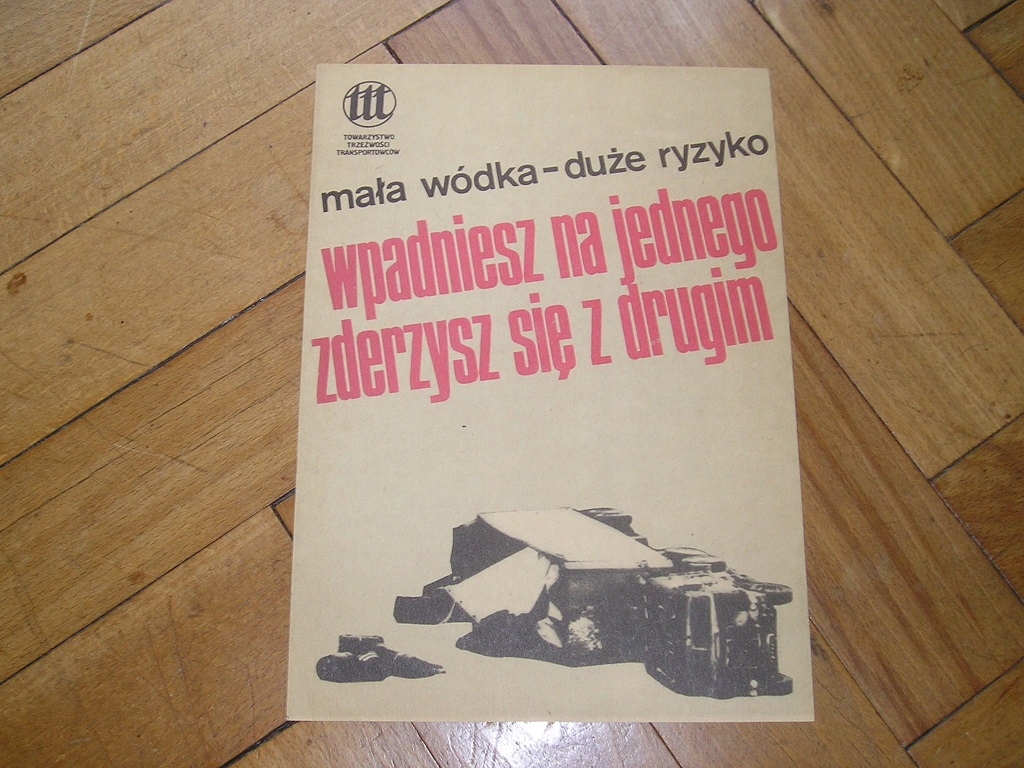 ttt
TOWARZYSTWO
TRZEŹWOŚCI
TRANSPORTOWCÓW
mała wódka – duże ryzyko
wpadniesz na jednego
zderzysz się z drugim